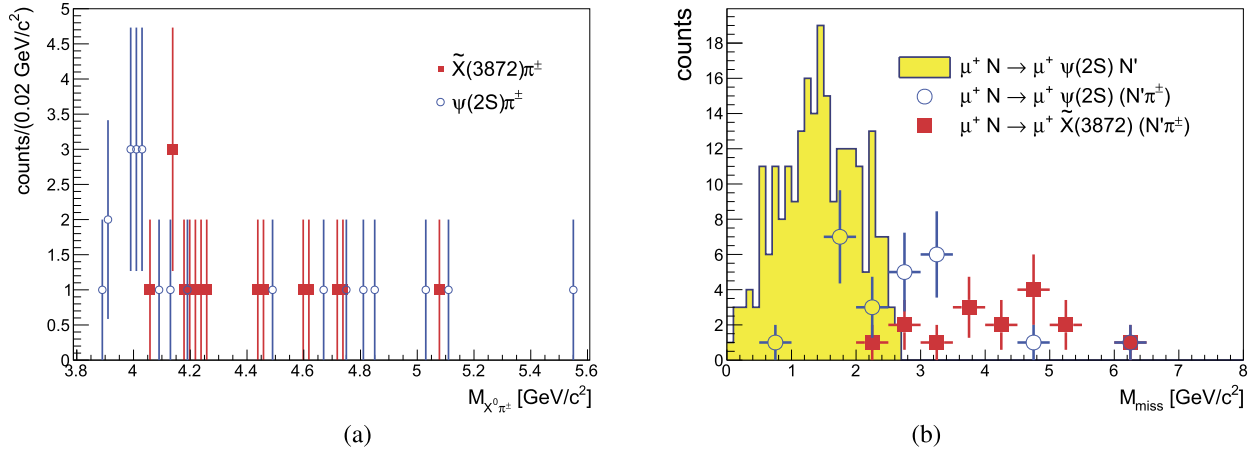 counts/(0.02 GeV/c²)
5
4.5
4
3.5
3
2.5
2
1.5
1
0.5
0
X̃(3872)π±
ψ(2S)π±
3.8 4 4.2 4.4 4.6 4.8 5 5.2 5.4 5.6
M_X⁰π± [GeV/c²]
(a)
counts
18
16
14
12
10
8
6
4
2
0
μ⁺ N → μ⁺ ψ(2S) N'
μ⁺ N → μ⁺ ψ(2S) (N'π±)
μ⁺ N → μ⁺ X̃(3872) (N'π±)
0 1 2 3 4 5 6 7 8
M_miss [GeV/c²]
(b)